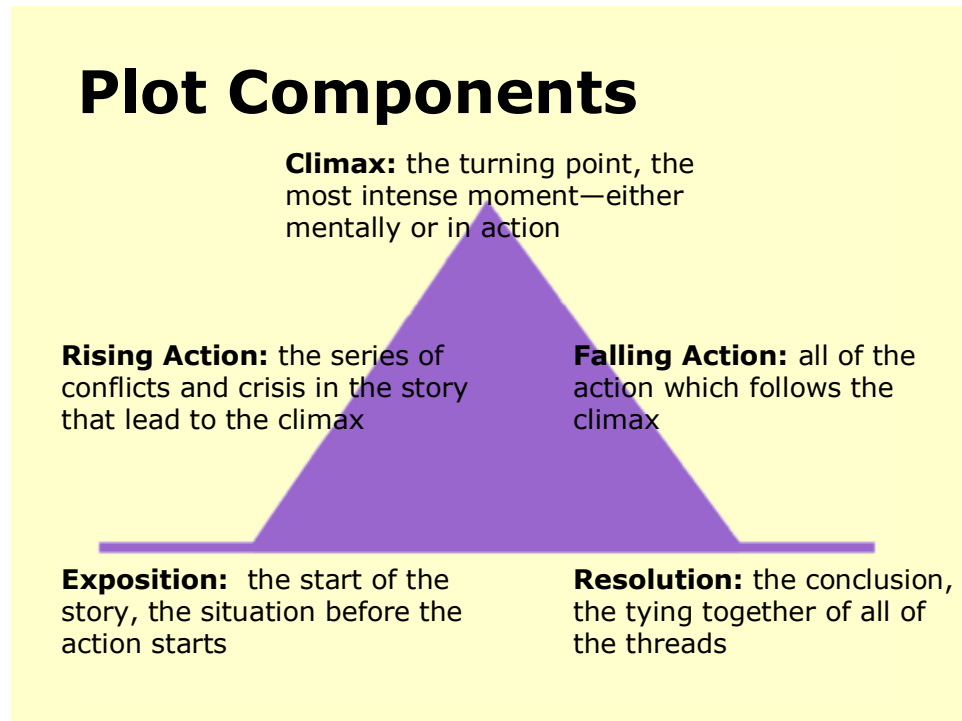 Plot Components
Climax: the turning point, the
most intense moment—either
mentally or in action
Rising Action: the series of
conflicts and crisis in the story
that lead to the climax
Falling Action: all of the
action which follows the
climax
Exposition:  the start of the
story, the situation before the
action starts
Resolution: the conclusion,
the tying together of all of
the threads